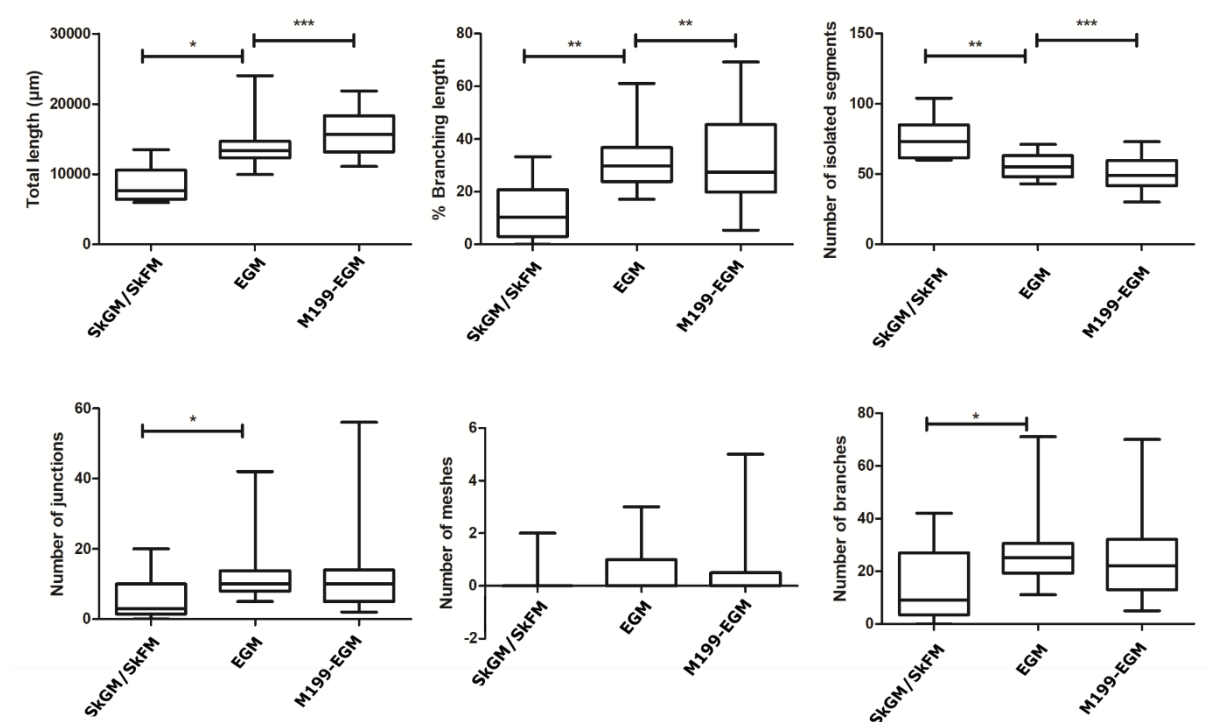 Total length (μm)
30000
20000
10000
0
*
***
SkGM/SkFM
EGM
M199-EGM
% Branching length
80
60
40
20
0
**
**
SkGM/SkFM
EGM
M199-EGM
Number of isolated segments
150
100
50
0
**
***
SkGM/SkFM
EGM
M199-EGM
Number of junctions
60
40
20
0
*
SkGM/SkFM
EGM
M199-EGM
Number of meshes
6
4
2
0
-2
SkGM/SkFM
EGM
M199-EGM
Number of branches
80
60
40
20
0
*
SkGM/SkFM
EGM
M199-EGM